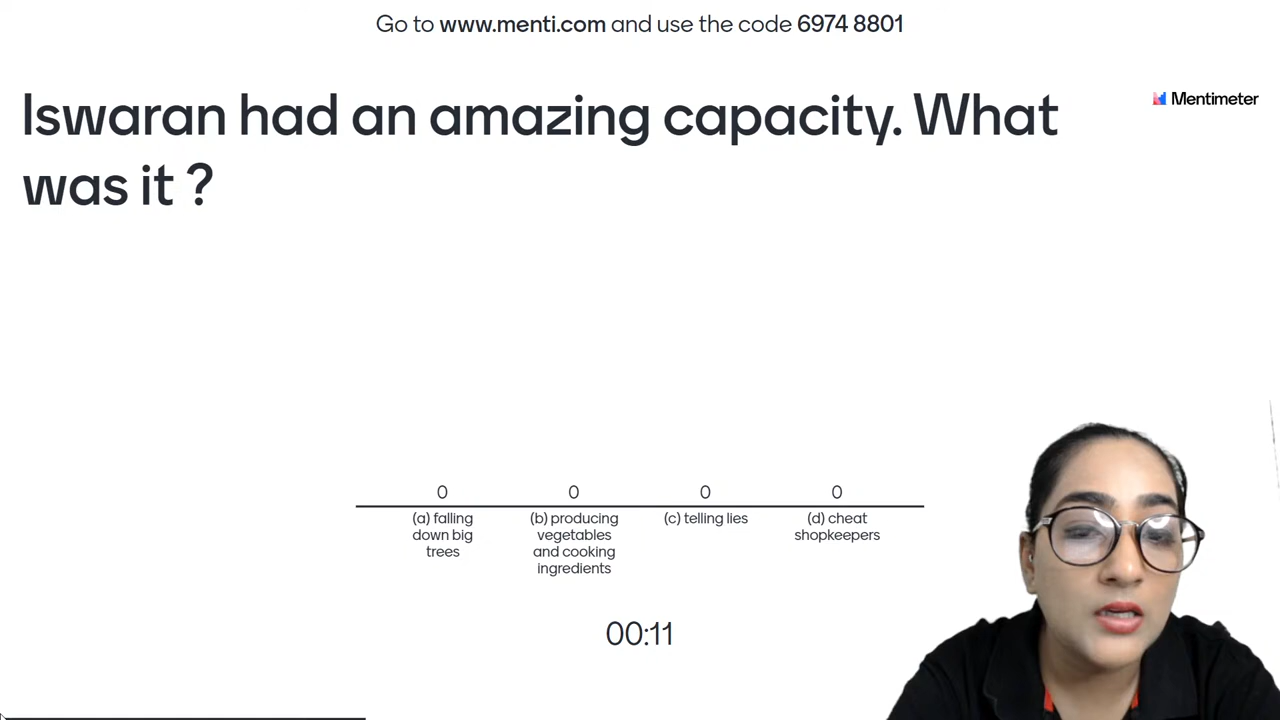 Go to www.menti.com and use the code 6974 8801
Iswaran had an amazing capacity. What
was it ?
Mentimeter
0
0
0
0
(a) falling
down big
trees
(b) producing
vegetables
and cooking
ingredients
(c) telling lies
(d) cheat
shopkeepers
00:11